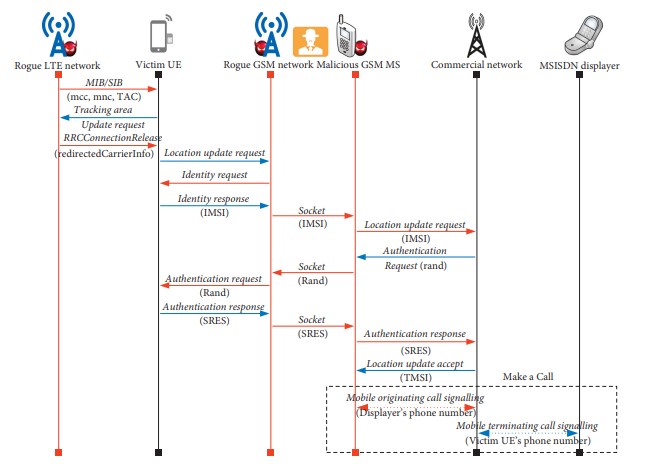 Rogue LTE network
Victim UE
Rogue GSM network
Malicious GSM MS
Commercial network
MSISDN displayer
MIB/SIB
(mcc, mnc, TAC)
Tracking area
Update request
RRCConnectionRelease
(redirectedCarrierInfo)
Location update request
Identity request
Identity response
(IMSI)
Socket
(IMSI)
Location update request
(IMSI)
Authentication
Request (rand)
Socket
(Rand)
Authentication request
(Rand)
Authentication response
(SRES)
Socket
(SRES)
Authentication response
(SRES)
Location update accept
(TMSI)
Make a Call
Mobile originating call signalling
(Displayer's phone number)
Mobile terminating call signalling
(Victim UE's phone number)